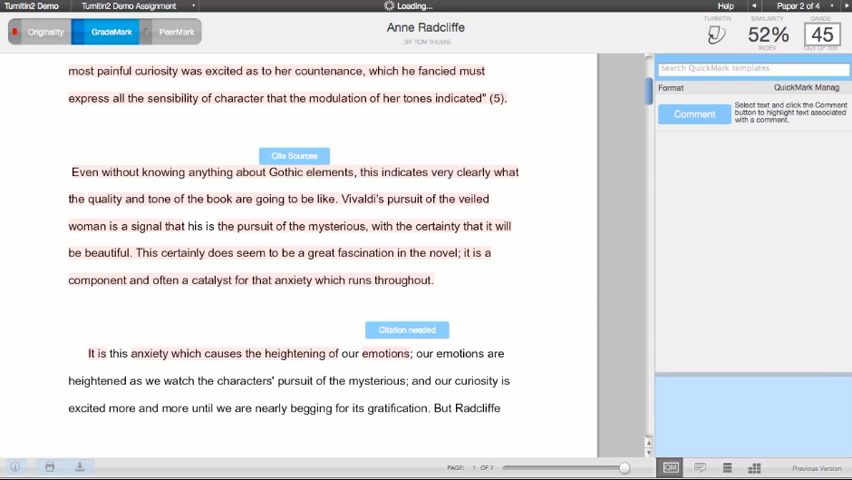 Turnitin2 Demo Turnitin2 Demo Assignment Loading... Help Paper 2 of 4
Originality GradeMark PeerMark
Anne Radcliffe
BY TOM THUMB
TURNITIN SIMILARITY GRADE
52% 45
INDEX OUT OF 100
most painful curiosity was excited as to her countenance, which he fancied must
express all the sensibility of character that the modulation of her tones indicated" (5).
Cite Sources
Even without knowing anything about Gothic elements, this indicates very clearly what
the quality and tone of the book are going to be like. Vivaldi's pursuit of the veiled
woman is a signal that his is the pursuit of the mysterious, with the certainty that it will
be beautiful. This certainly does seem to be a great fascination in the novel; it is a
component and often a catalyst for that anxiety which runs throughout.
Citation needed
It is this anxiety which causes the heightening of our emotions; our emotions are
heightened as we watch the characters' pursuit of the mysterious; and our curiosity is
excited more and more until we are nearly begging for its gratification. But Radcliffe
Search QuickMark templates
Format QuickMark Manag
Comment
Select text and click the Comment
button to highlight text associated
with a comment.
PAGE: 1 OF 7
QM
Previous Version